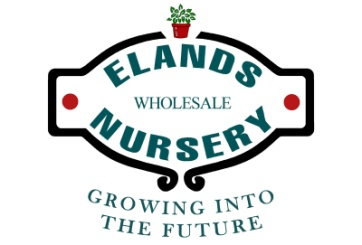 ELANDS
WHOLESALE
NURSERY
GROWING INTO
THE FUTURE